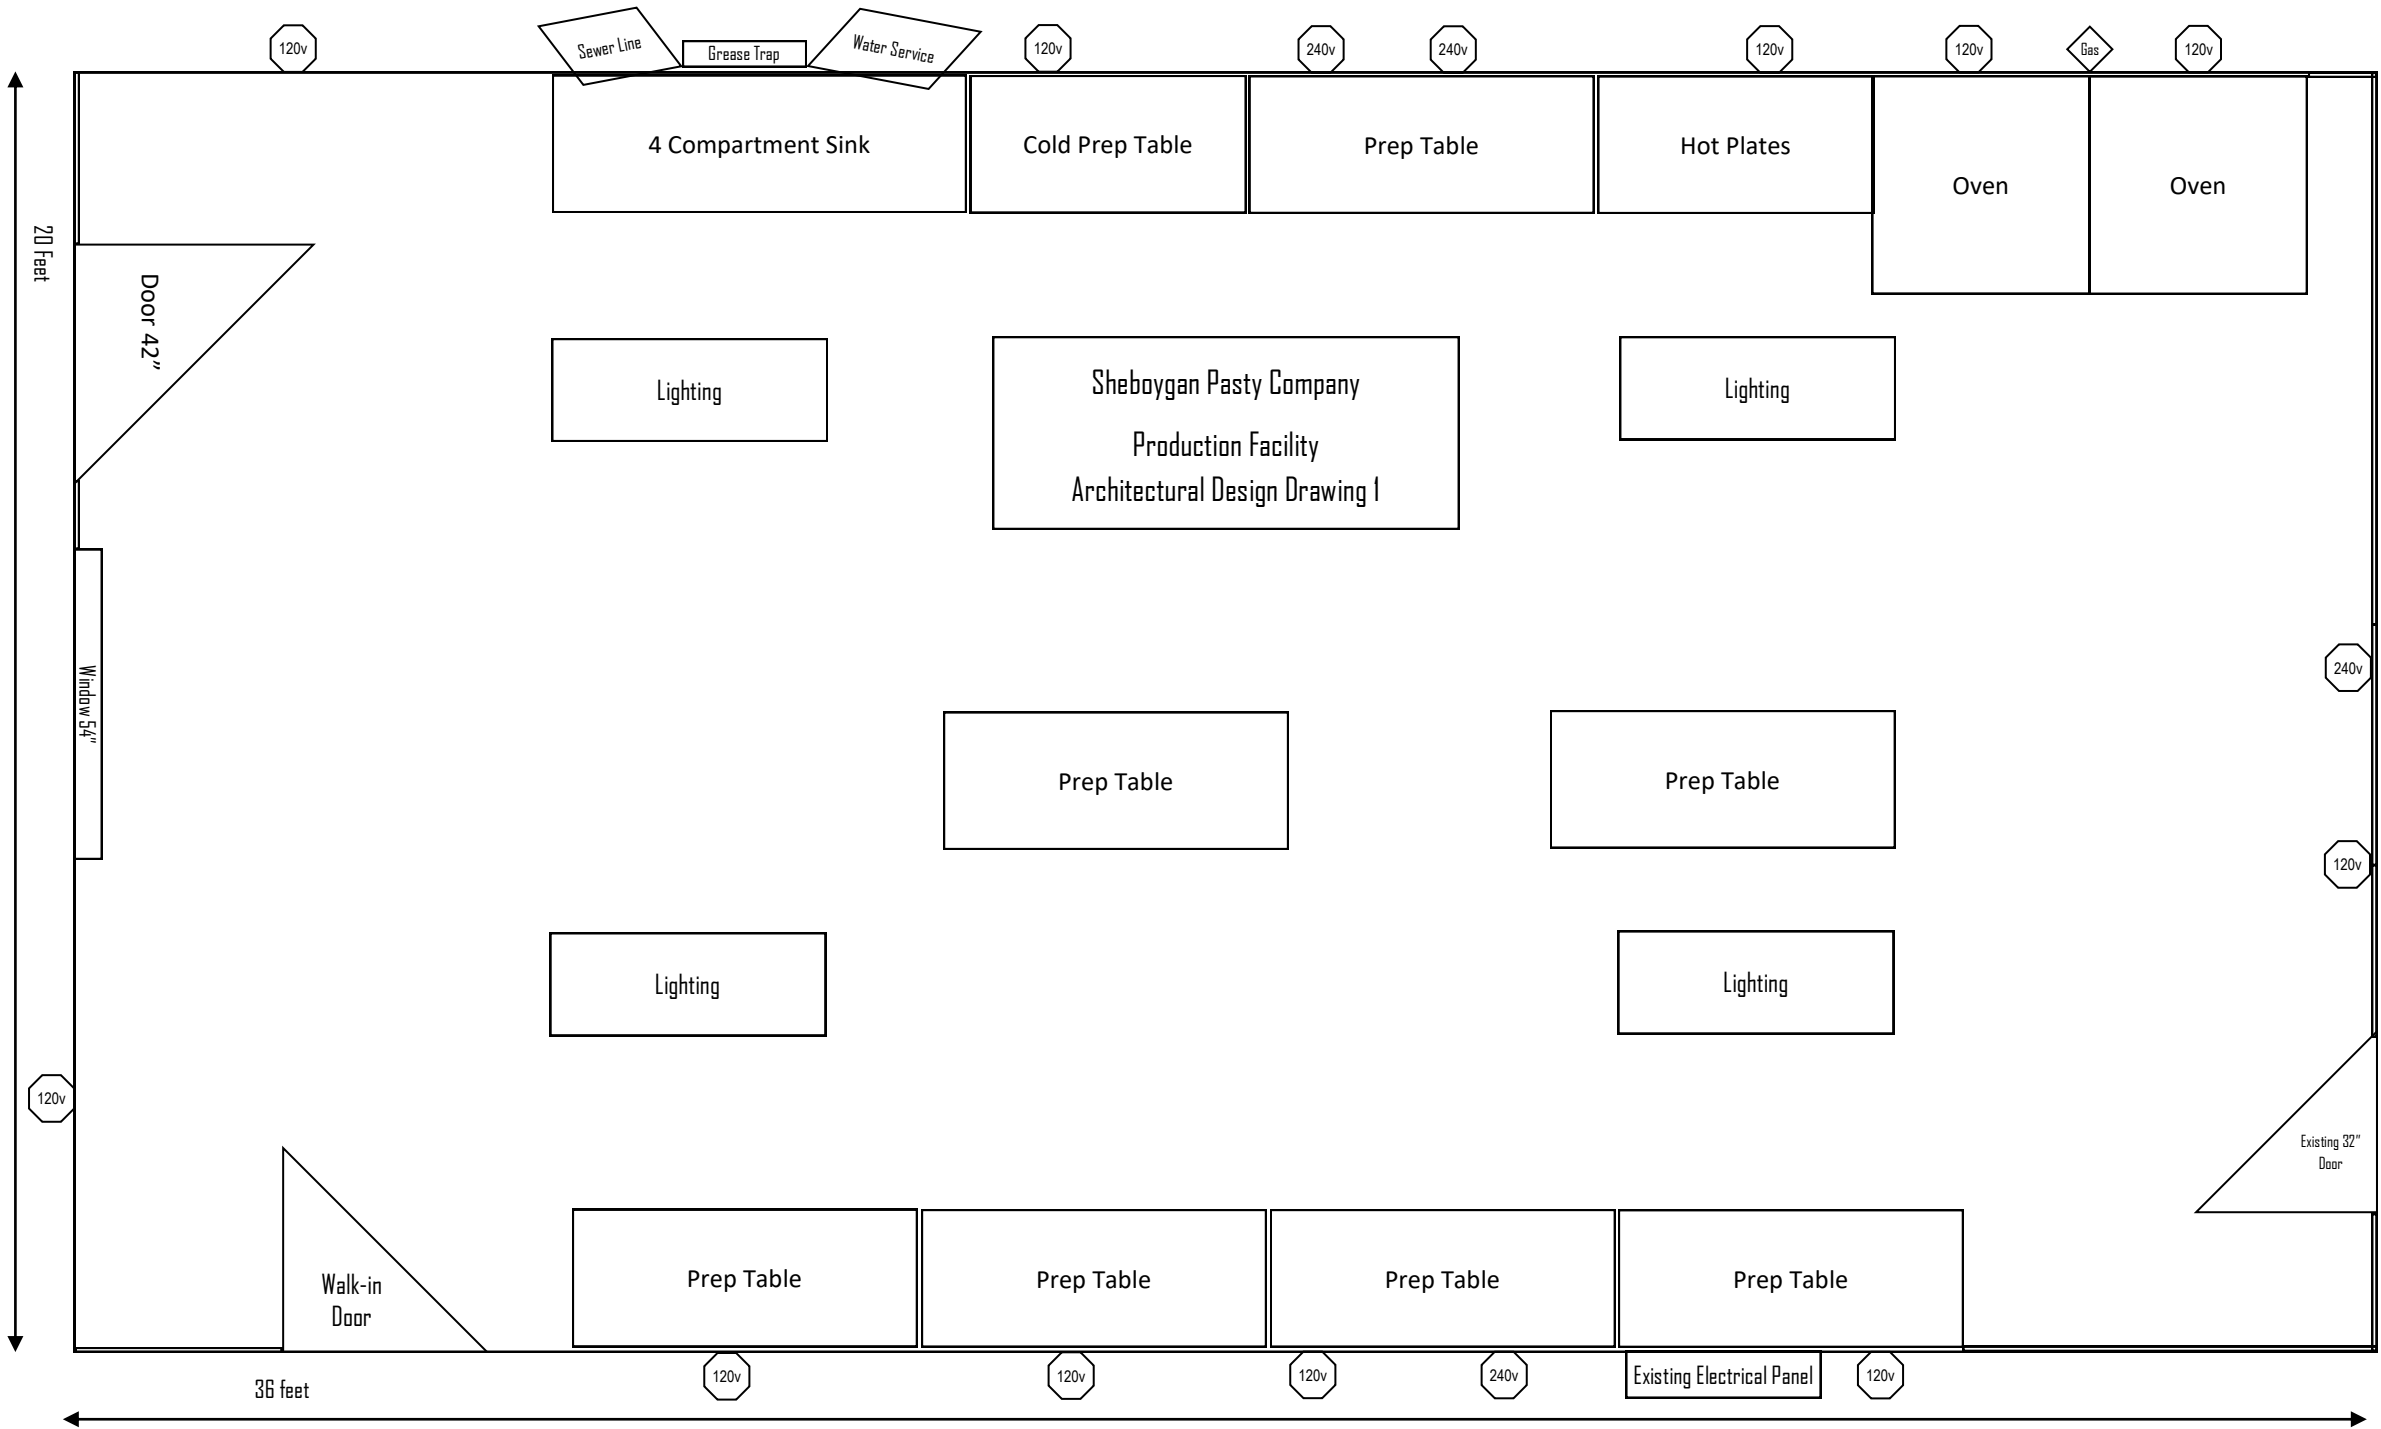 120v
Sewer Line
Grease Trap
Water Service
120v
240v
240v
120v
120v
Gas
120v
4 Compartment Sink
Cold Prep Table
Prep Table
Hot Plates
Oven
Oven
20 Feet
Door 42"
Lighting
Sheboygan Pasty Company
Production Facility
Architectural Design Drawing 1
Lighting
Window 54"
240v
Prep Table
Prep Table
120v
Lighting
Lighting
120v
Existing 32"
Door
Walk-in
Door
Prep Table
Prep Table
Prep Table
Prep Table
120v
120v
120v
240v
Existing Electrical Panel
120v
36 feet